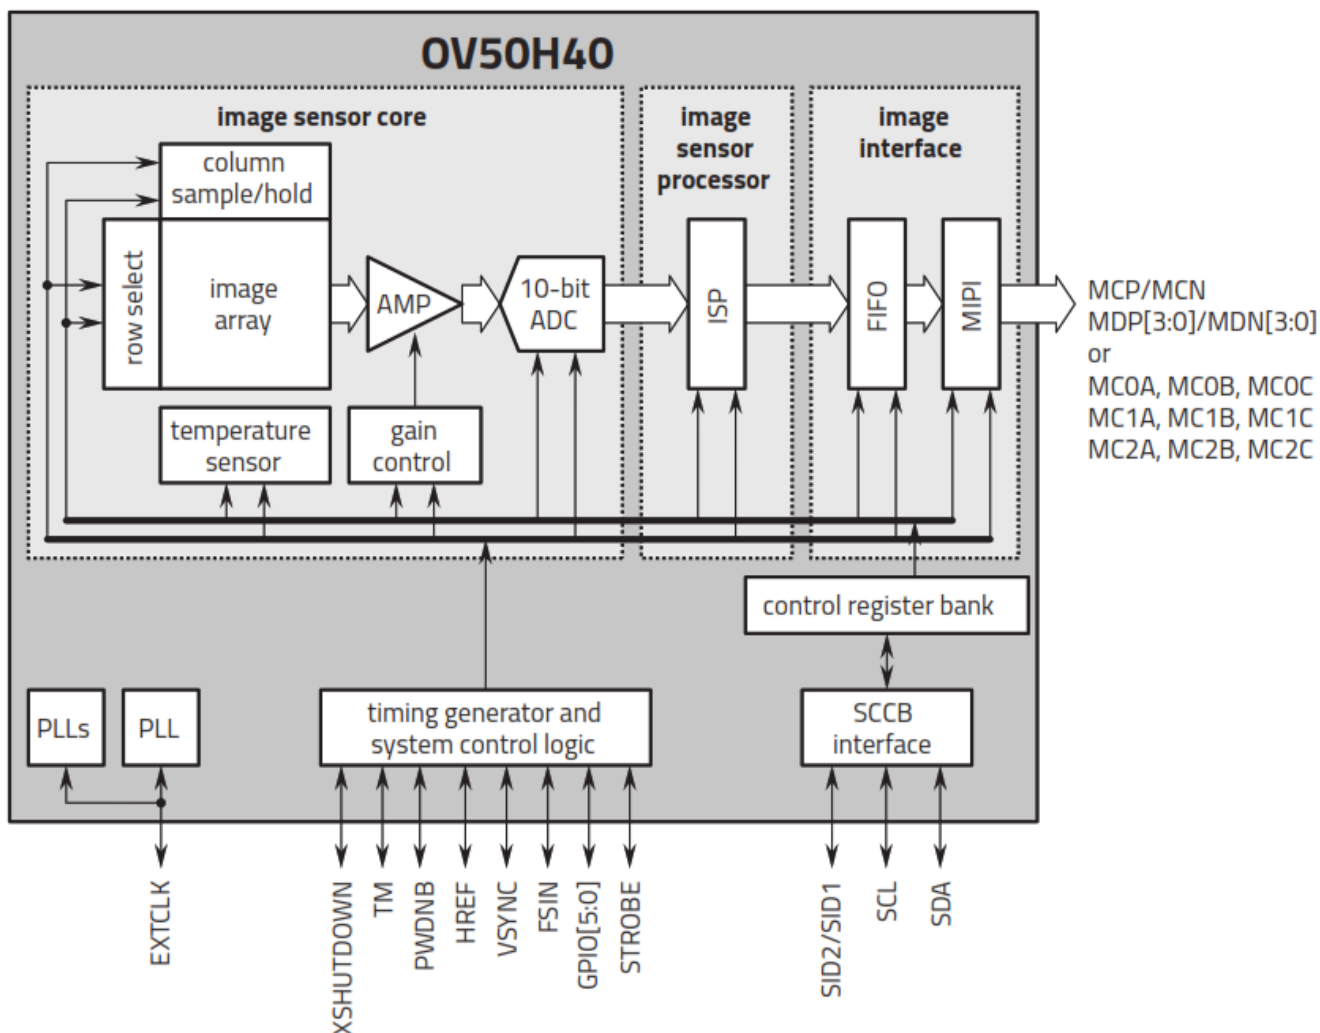 OV50H40
image sensor core
image
sensor
processor
image
interface
column
sample/hold
row select
image
array
AMP
10-bit
ADC
ISP
FIFO
MIPI
MCP/MCN
MDP[3:0]/MDN[3:0]
or
MC0A, MC0B, MC0C
MC1A, MC1B, MC1C
MC2A, MC2B, MC2C
temperature
sensor
gain
control
control register bank
PLLs
PLL
timing generator and
system control logic
SCCB
interface
EXTCLK
XSHUTDOWN
TM
PWDNB
HREF
VSYNC
FSIN
GPIO[5:0]
STROBE
SID2/SID1
SCL
SDA